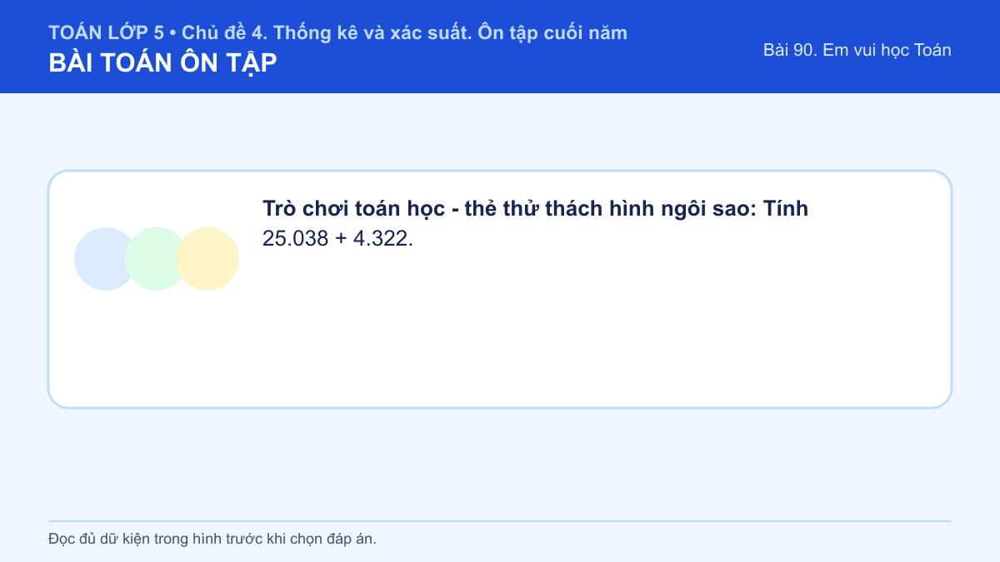 TOÁN LỚP 5 • Chủ đề 4. Thống kê và xác suất. Ôn tập cuối năm
BÀI TOÁN ÔN TẬP
Bài 90. Em vui học Toán
Trò chơi toán học - thẻ thử thách hình ngôi sao: Tính
25.038 + 4.322.
Đọc đủ dữ kiện trong hình trước khi chọn đáp án.